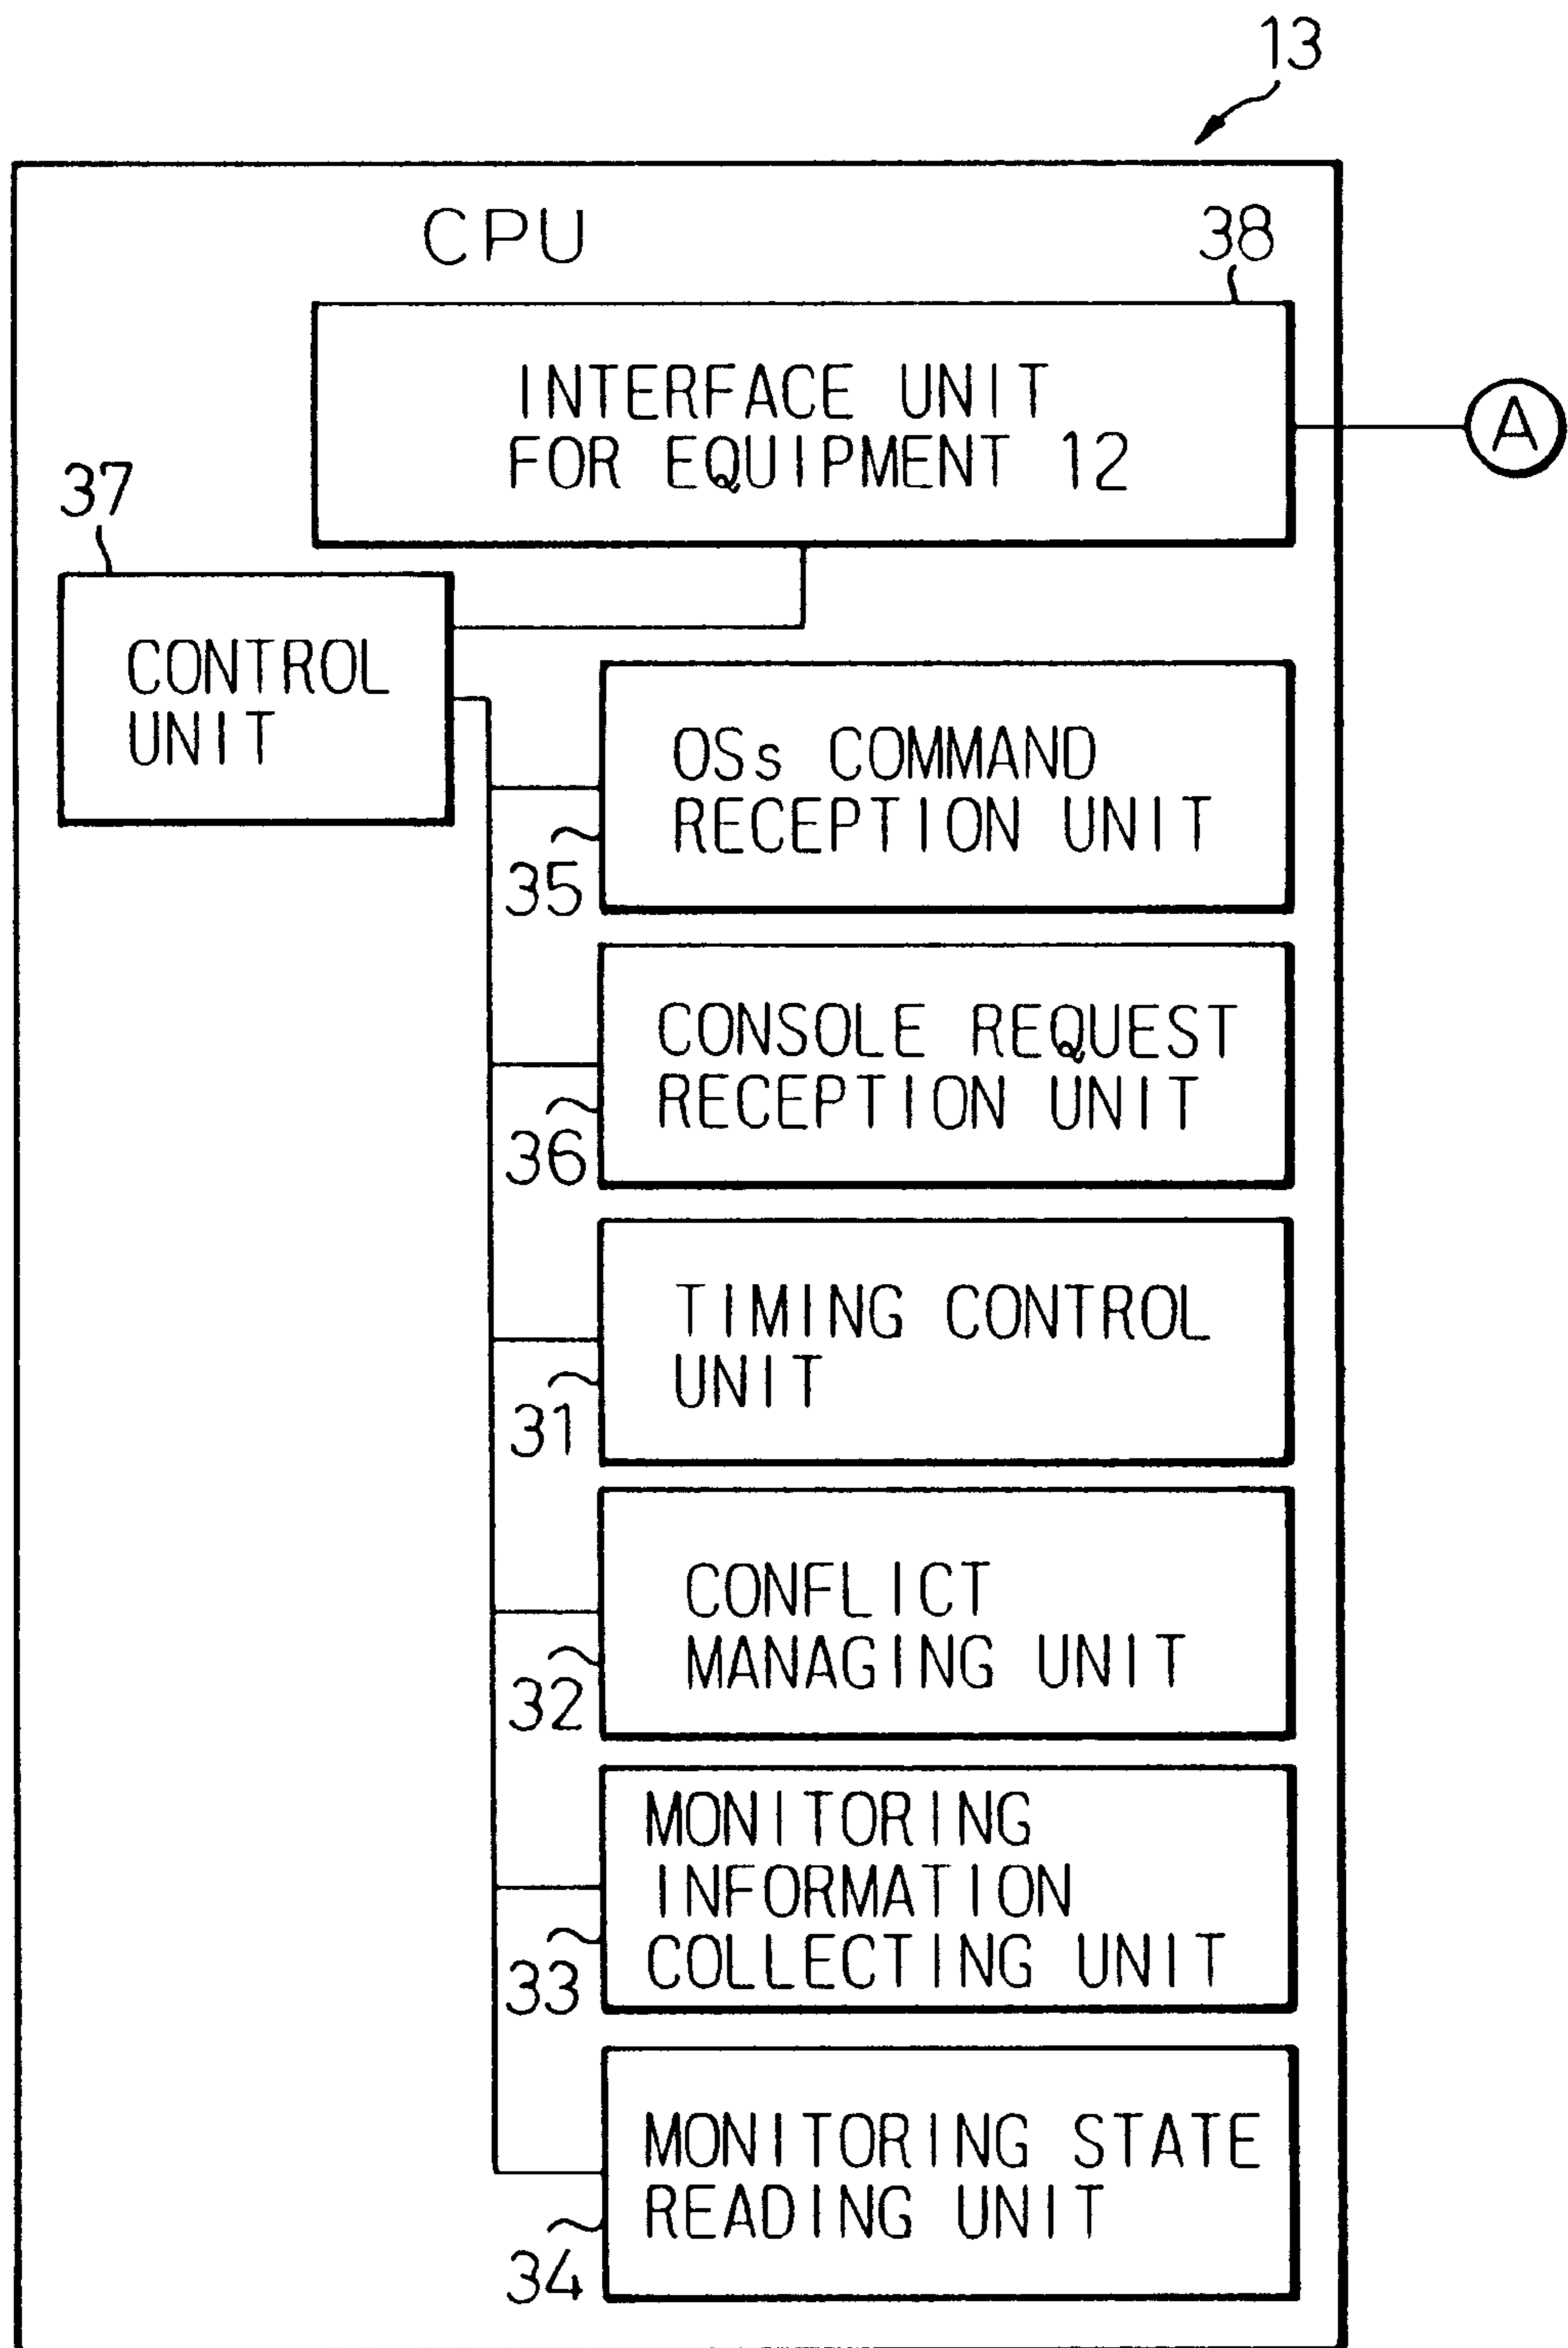 13
CPU
38
INTERFACE UNIT
FOR EQUIPMENT 12
A
37
CONTROL
UNIT
OSs COMMAND
RECEPTION UNIT
35
CONSOLE REQUEST
RECEPTION UNIT
36
TIMING CONTROL
UNIT
31
CONFLICT
MANAGING UNIT
32
MONITORING
INFORMATION
COLLECTING UNIT
33
MONITORING STATE
READING UNIT
34